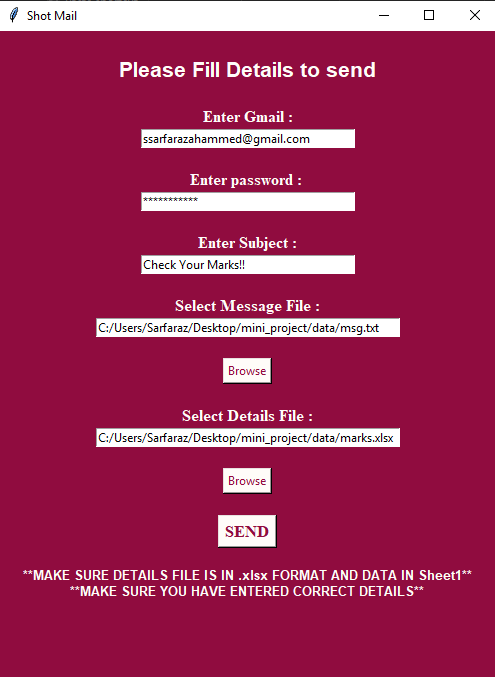 Shot Mail
Please Fill Details to send
Enter Gmail :
ssarfarazahammed@gmail.com
Enter password :
***********
Enter Subject :
Check Your Marks!!
Select Message File :
C:/Users/Sarfaraz/Desktop/mini_project/data/msg.txt
Browse
Select Details File :
C:/Users/Sarfaraz/Desktop/mini_project/data/marks.xlsx
Browse
SEND
**MAKE SURE DETAILS FILE IS IN .xlsx FORMAT AND DATA IN Sheet1**
**MAKE SURE YOU HAVE ENTERED CORRECT DETAILS**